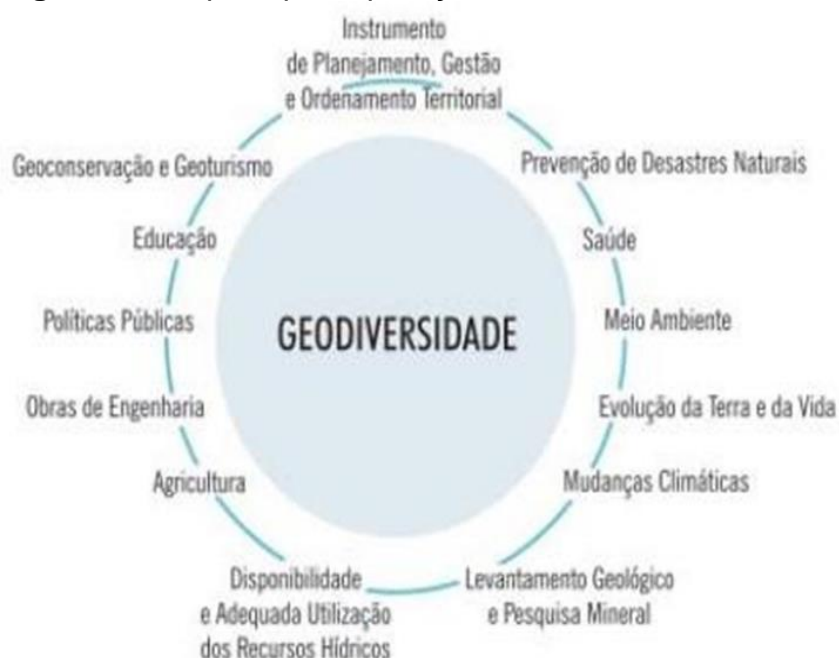 Instrumento
de Planejamento, Gestão
e Ordenamento Territorial
Prevenção de Desastres Naturais
Saúde
Meio Ambiente
Evolução da Terra e da Vida
Mudanças Climáticas
Levantamento Geológico
e Pesquisa Mineral
Disponibilidade
e Adequada Utilização
dos Recursos Hídricos
Agricultura
Obras de Engenharia
Políticas Públicas
Educação
Geoconservação e Geoturismo
GEODIVERSIDADE